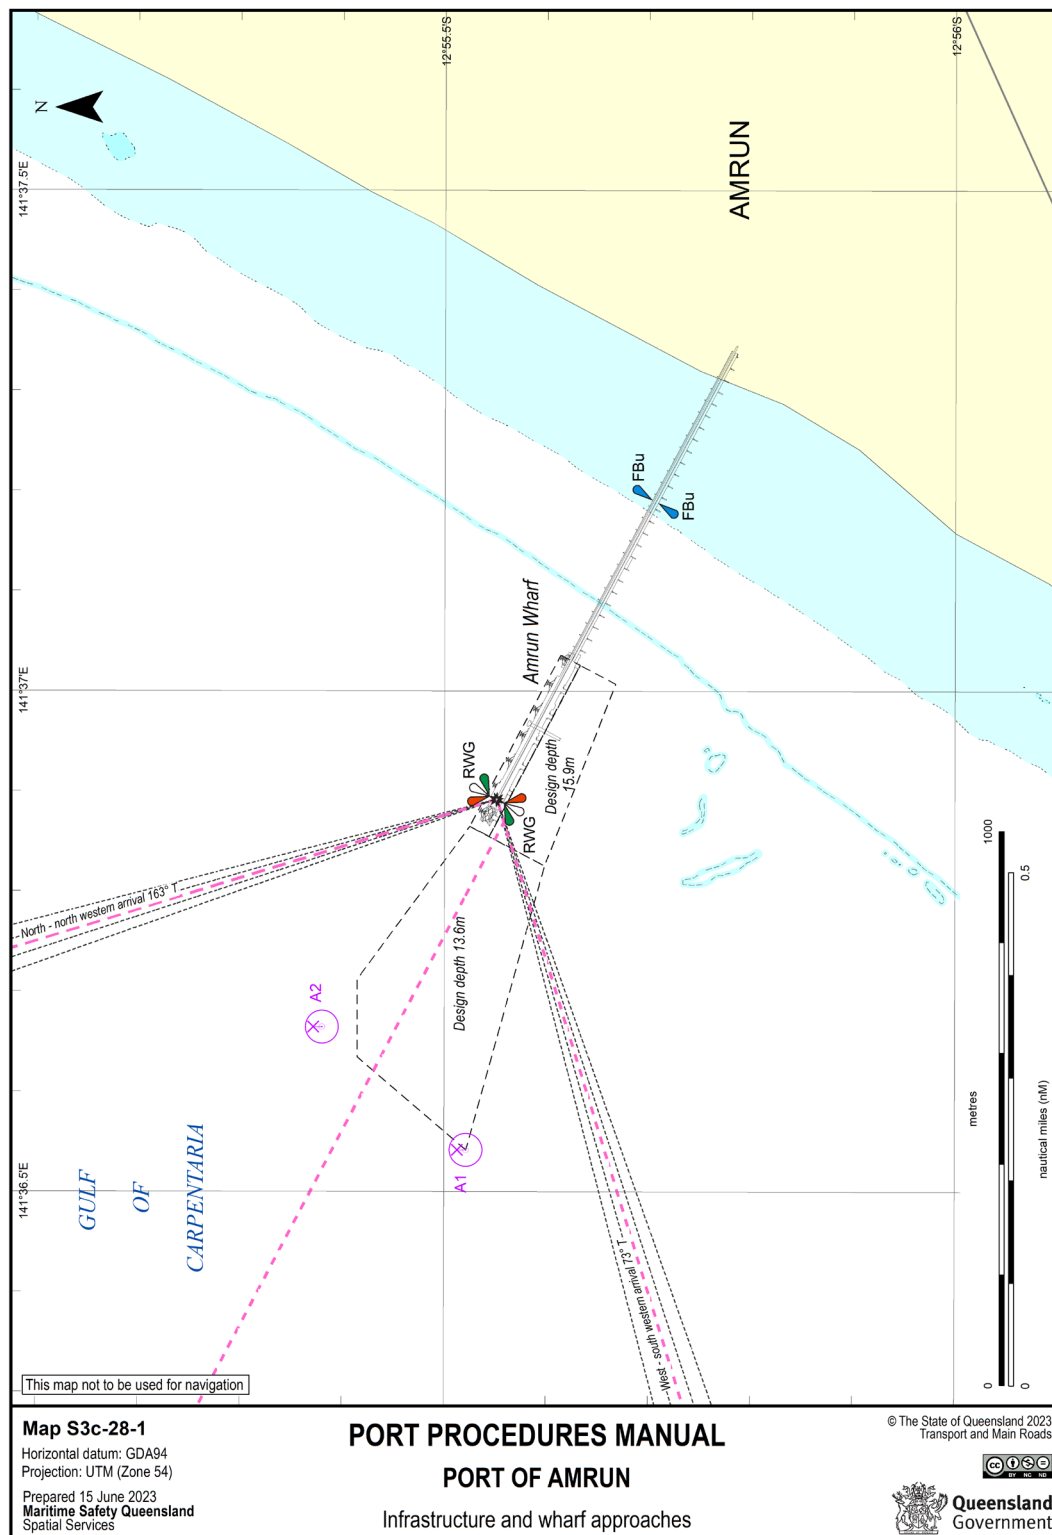 12°55.5'S
12°56'S
N
141°37.5'E
AMRUN
FBu
FBu
Amrun Wharf
141°37'E
RWG
Design depth
15.9m
RWG
1000
0.5
North - north western arrival 163° T
Design depth 13.6m
A2
metres
nautical miles (nM)
A1
141°36.5'E
GULF
OF
CARPENTARIA
West - south western arrival 73° T
0
0
This map not to be used for navigation
Map S3c-28-1
Horizontal datum: GDA94
Projection: UTM (Zone 54)
Prepared 15 June 2023
Maritime Safety Queensland
Spatial Services
PORT PROCEDURES MANUAL
PORT OF AMRUN
Infrastructure and wharf approaches
© The State of Queensland 2023
Transport and Main Roads
cc
BY NC ND
Queensland
Government